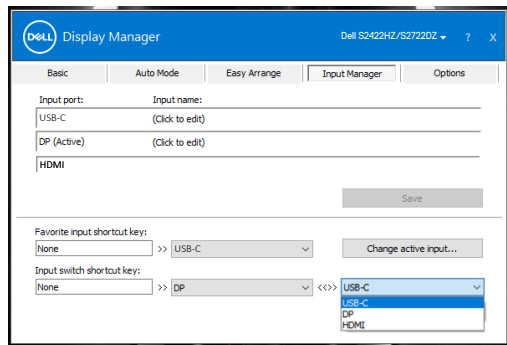 DELL Display Manager Dell S2422HZ/S2722DZ ? X
Basic Auto Mode Easy Arrange Input Manager Options
Input port: Input name:
USB-C (Click to edit)
DP (Active) (Click to edit)
HDMI
Save
Favorite input shortcut key:
None >> USB-C Change active input...
Input switch shortcut key:
None >> DP <<>> USB-C
USB-C
DP
HDMI